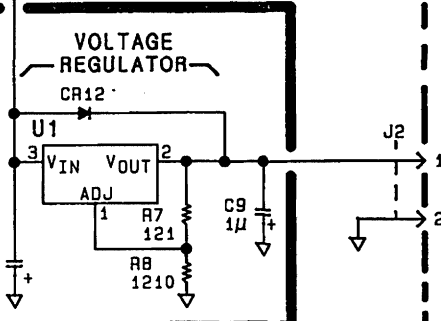 VOLTAGE
REGULATOR
CR12
U1
J2
3 VIN VOUT 2
1
ADJ
1
R7
121
C9
1µ
+
2
R8
1210
+